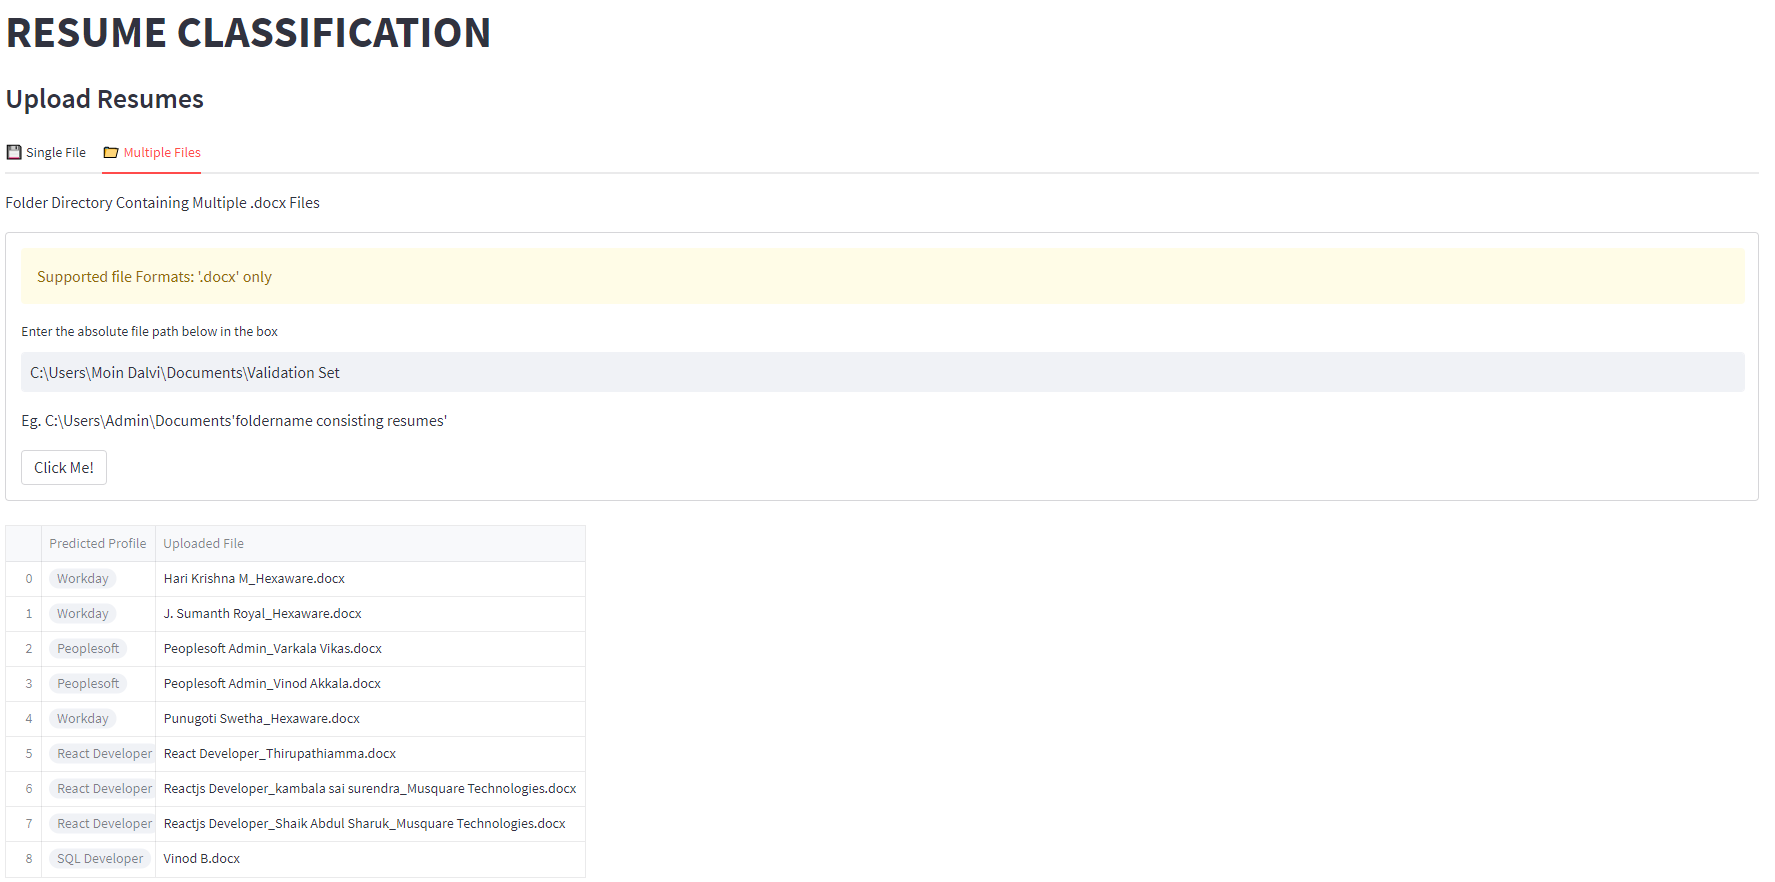 RESUME CLASSIFICATION
Upload Resumes
Single File Multiple Files
Folder Directory Containing Multiple .docx Files
Supported file Formats: '.docx' only
Enter the absolute file path below in the box
C:\Users\Moin Dalvi\Documents\Validation Set
Eg. C:\Users\Admin\Documents'foldername consisting resumes'
Click Me!
Predicted Profile Uploaded File
0 Workday Hari Krishna M_Hexaware.docx
1 Workday J. Sumanth Royal_Hexaware.docx
2 Peoplesoft Peoplesoft Admin_Varkala Vikas.docx
3 Peoplesoft Peoplesoft Admin_Vinod Akkala.docx
4 Workday Punugoti Swetha_Hexaware.docx
5 React Developer React Developer_Thirupathiamma.docx
6 React Developer Reactjs Developer_kambala sai surendra_Musquare Technologies.docx
7 React Developer Reactjs Developer_Shaik Abdul Sharuk_Musquare Technologies.docx
8 SQL Developer Vinod B.docx